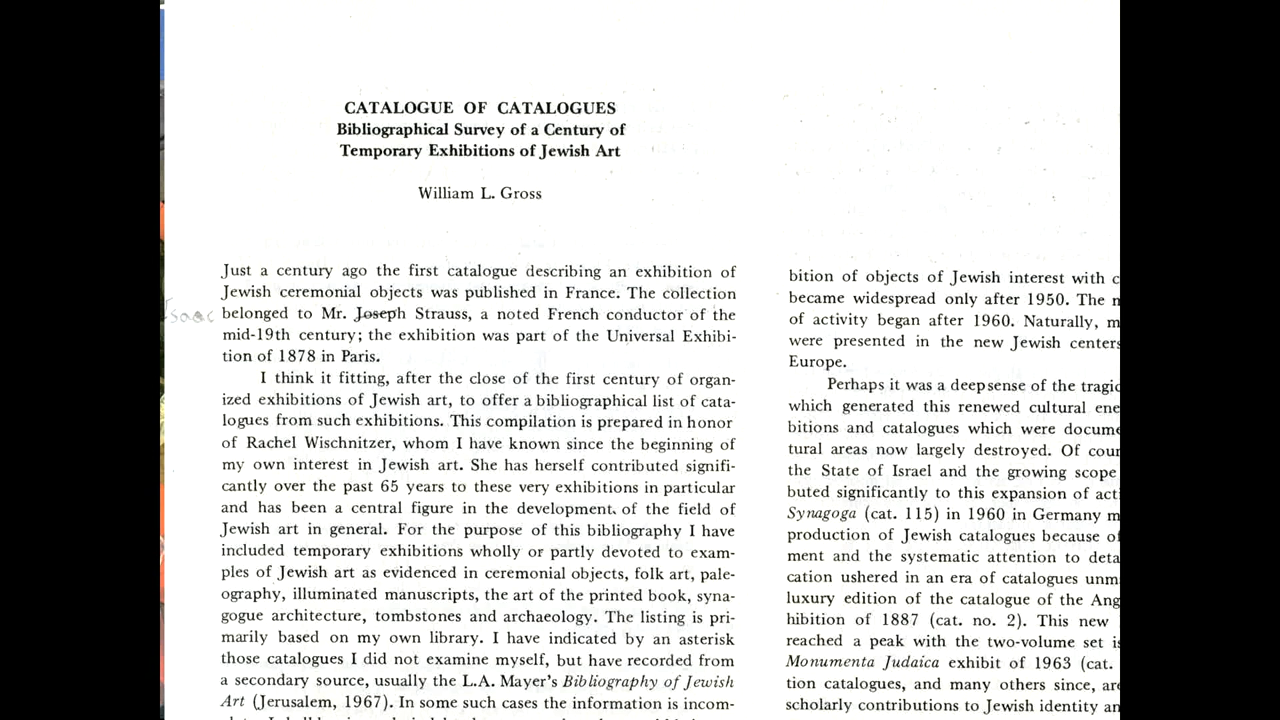 CATALOGUE OF CATALOGUES
Bibliographical Survey of a Century of
Temporary Exhibitions of Jewish Art
William L. Gross
Just a century ago the first catalogue describing an exhibition of
Jewish ceremonial objects was published in France. The collection
Isaac
belonged to Mr. Joseph Strauss, a noted French conductor of the
mid-19th century; the exhibition was part of the Universal Exhibi-
tion of 1878 in Paris.
I think it fitting, after the close of the first century of organ-
ized exhibitions of Jewish art, to offer a bibliographical list of cata-
logues from such exhibitions. This compilation is prepared in honor
of Rachel Wischnitzer, whom I have known since the beginning of
my own interest in Jewish art. She has herself contributed signifi-
cantly over the past 65 years to these very exhibitions in particular
and has been a central figure in the development. of the field of
Jewish art in general. For the purpose of this bibliography I have
included temporary exhibitions wholly or partly devoted to exam-
ples of Jewish art as evidenced in ceremonial objects, folk art, pale-
ography, illuminated manuscripts, the art of the printed book, syna-
gogue architecture, tombstones and archaeology. The listing is pri-
marily based on my own library. I have indicated by an asterisk
those catalogues I did not examine myself, but have recorded from
a secondary source, usually the L.A. Mayer's Bibliography of Jewish
Art (Jerusalem, 1967). In some such cases the information is incom-
bition of objects of Jewish interest with c
became widespread only after 1950. The
of activity began after 1960. Naturally, m
were presented in the new Jewish centers
Europe.
Perhaps it was a deepsense of the tragic
which generated this renewed cultural ene
bitions and catalogues which were docume
tural areas now largely destroyed. Of cour
the State of Israel and the growing scope
buted significantly to this expansion of act
Synagoga (cat. 115) in 1960 in Germany m
production of Jewish catalogues because of
ment and the systematic attention to deta
cation ushered in an era of catalogues unm
luxury edition of the catalogue of the Ang
hibition of 1887 (cat. no. 2). This new
reached a peak with the two-volume set is
Monumenta Judaica exhibit of 1963 (cat.
tion catalogues, and many others since, are
scholarly contributions to Jewish identity an